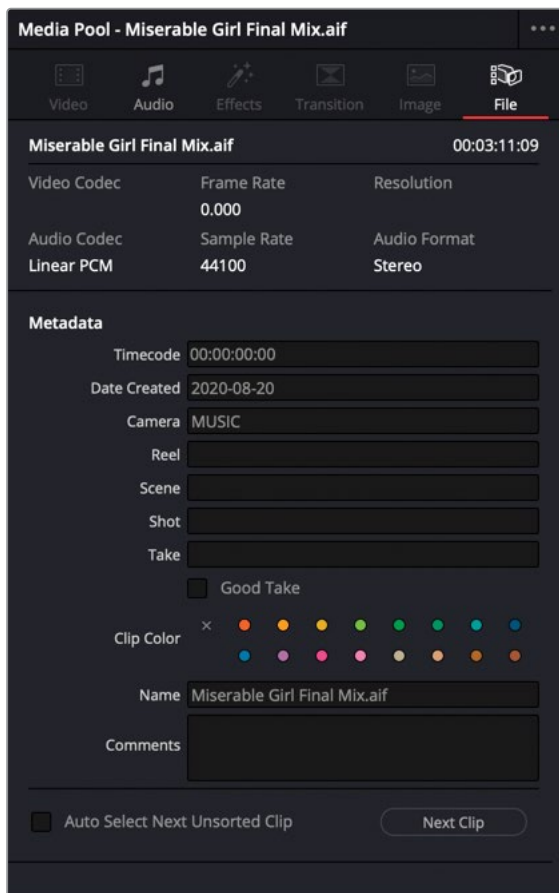 Media Pool - Miserable Girl Final Mix.aif
Video Audio Effects Transition Image File
Miserable Girl Final Mix.aif 00:03:11:09
Video Codec Frame Rate Resolution
0.000
Audio Codec Sample Rate Audio Format
Linear PCM 44100 Stereo
Metadata
Timecode 00:00:00:00
Date Created 2020-08-20
Camera MUSIC
Reel
Scene
Shot
Take
Good Take
Clip Color
Name Miserable Girl Final Mix.aif
Comments
Auto Select Next Unsorted Clip Next Clip